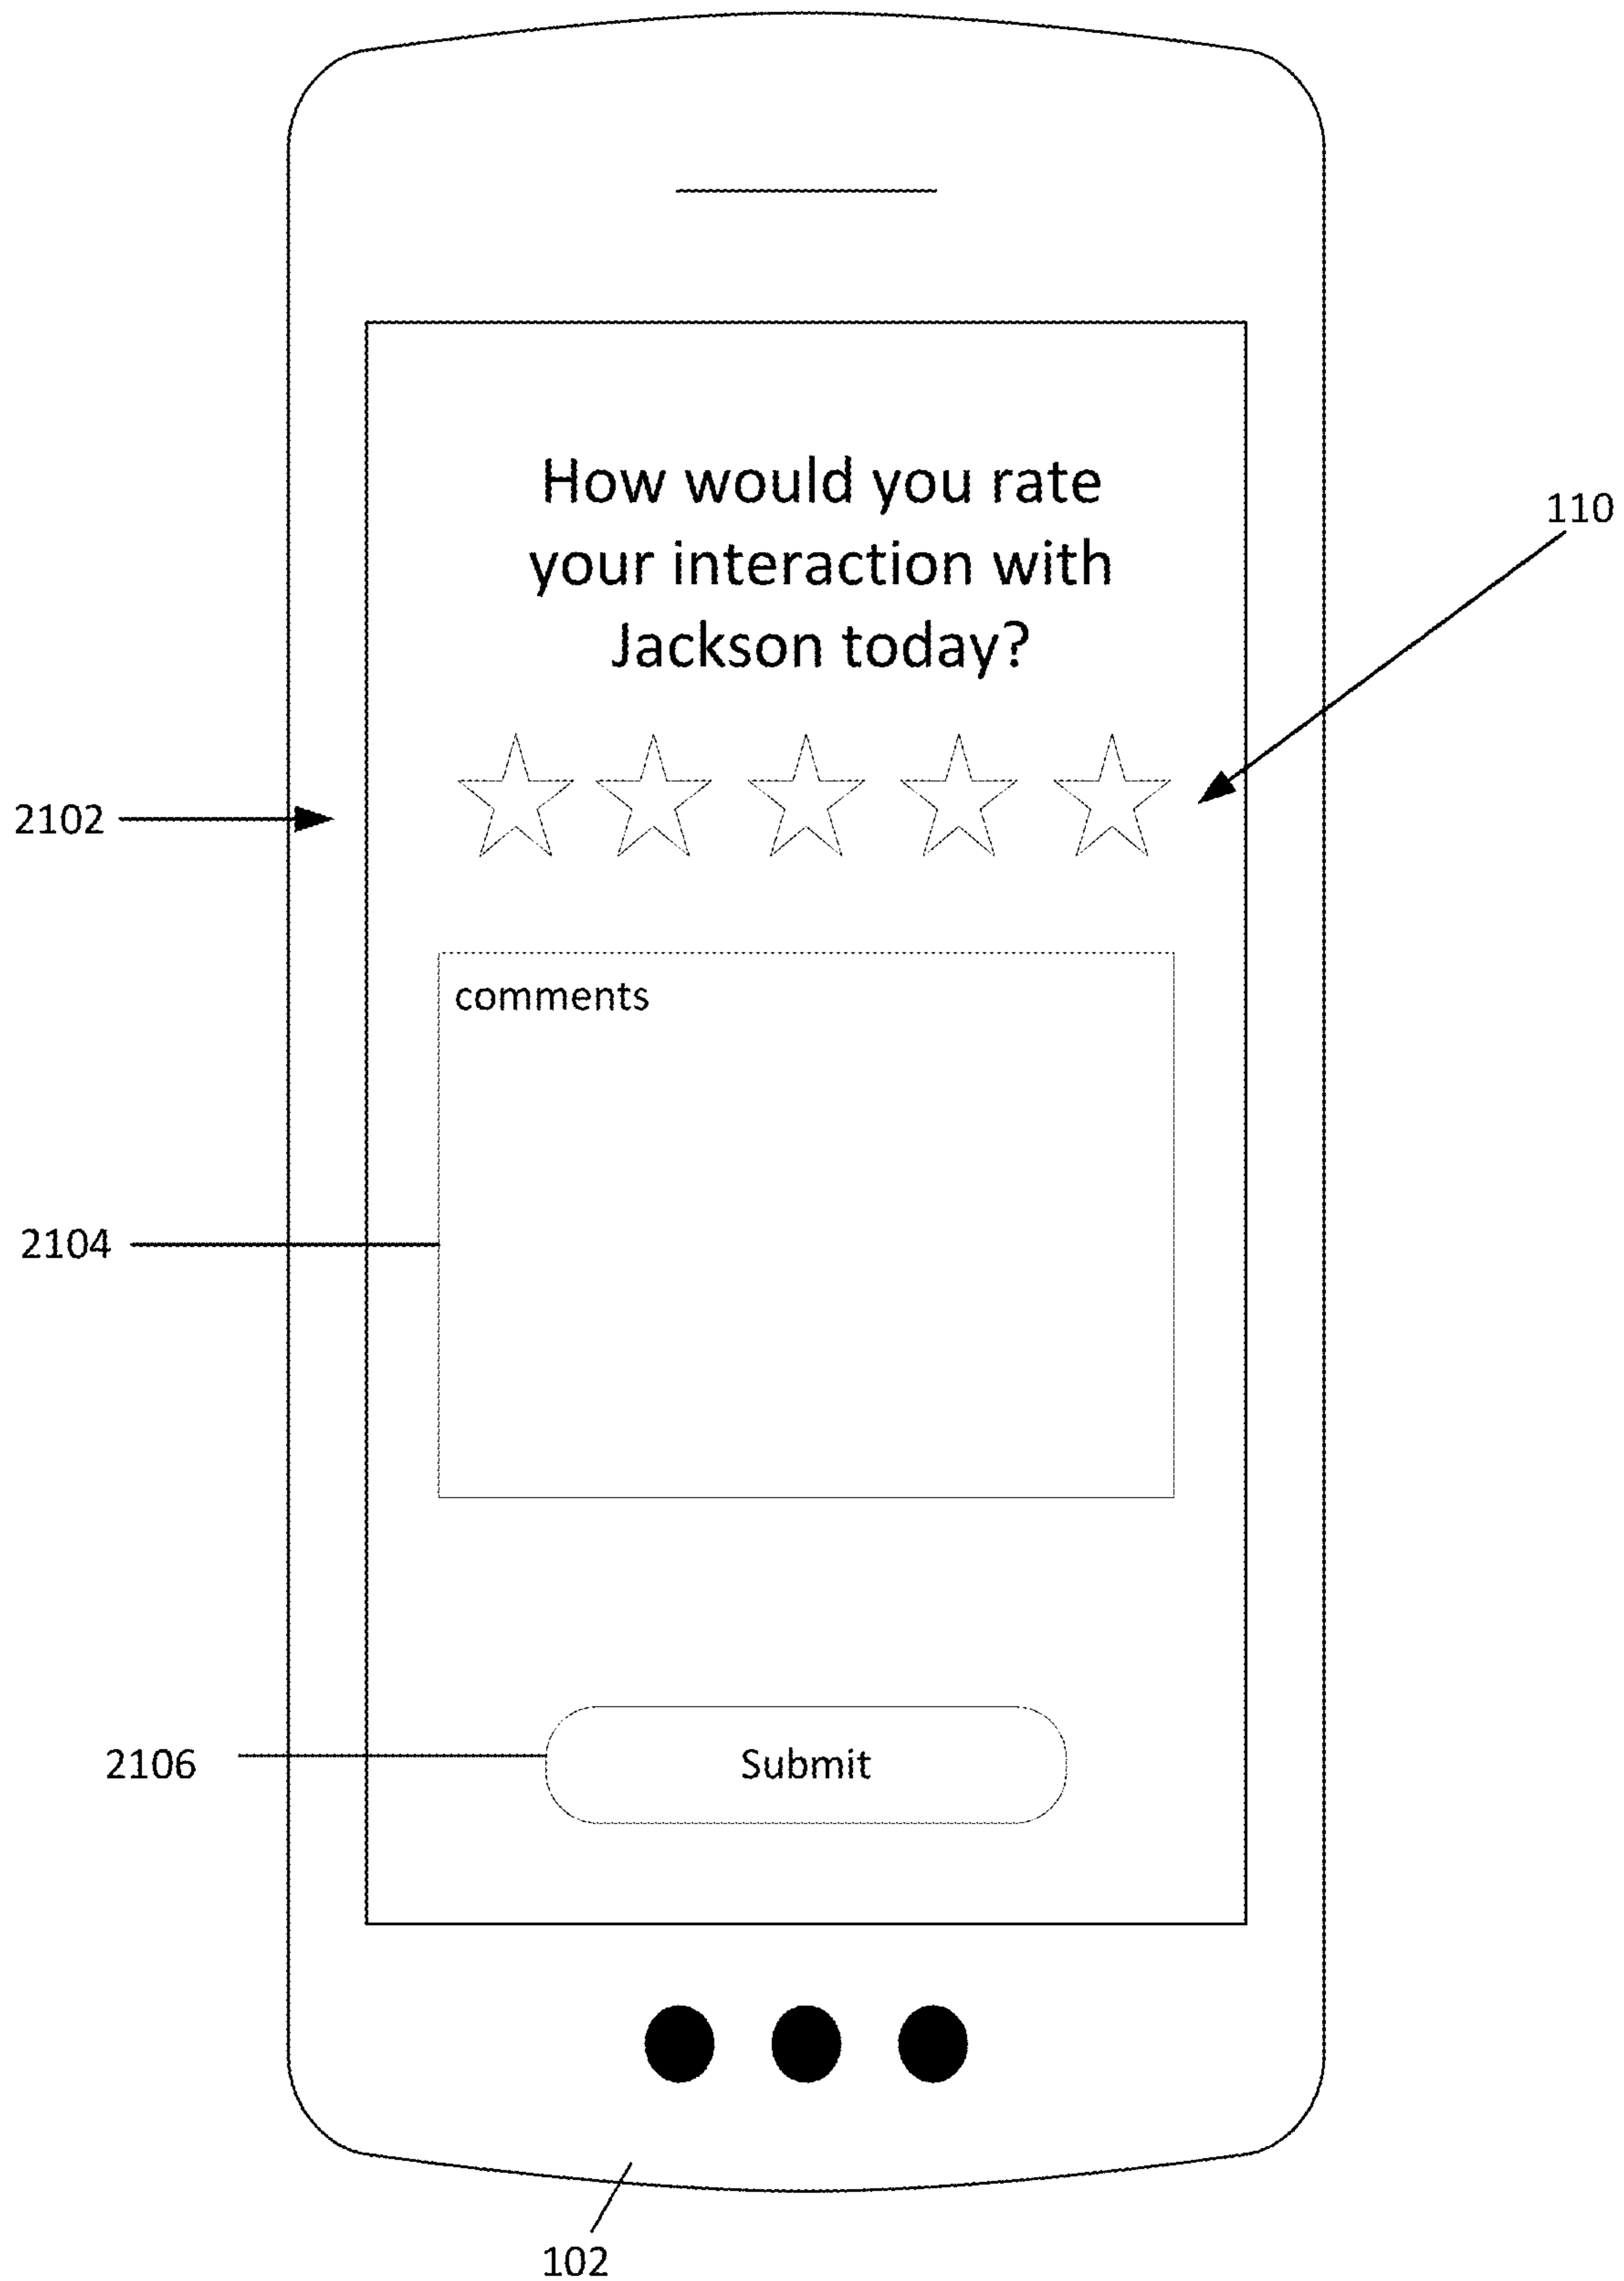 How would you rate
your interaction with
Jackson today?
110
2102
comments
2104
2106
Submit
102